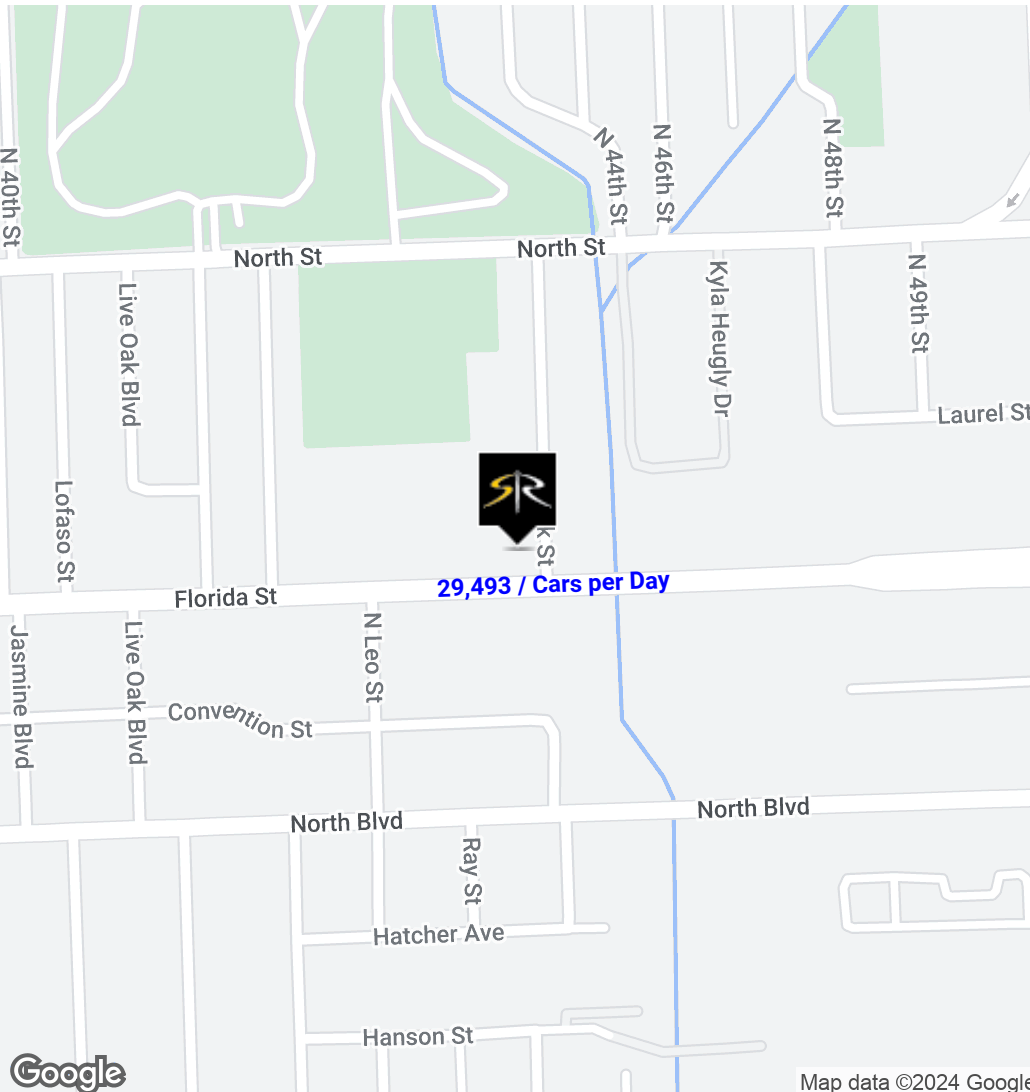 N 40th St
N 44th St
N 46th St
N 48th St
North St
North St
Live Oak Blvd
Kyla Heugly Dr
N 49th St
Laurel St
Lofaso St
SR
k St
29,493 / Cars per Day
Florida St
Jasmine Blvd
Live Oak Blvd
N Leo St
Convention St
North Blvd
North Blvd
Ray St
Hatcher Ave
Hanson St
Google
Map data ©2024 Google